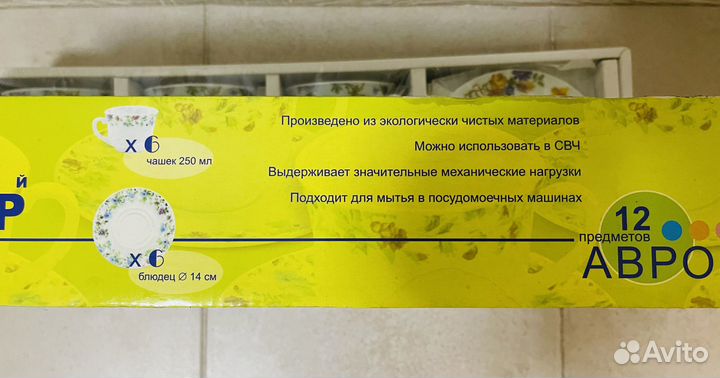 Произведено из экологически чистых материалов
Можно использовать в СВЧ
Выдерживает значительные механические нагрузки
Подходит для мытья в посудомоечных машинах
х 6
чашек 250 мл
х 6
блюдец Ø 14 см
12
предметов
АВРО
Avito